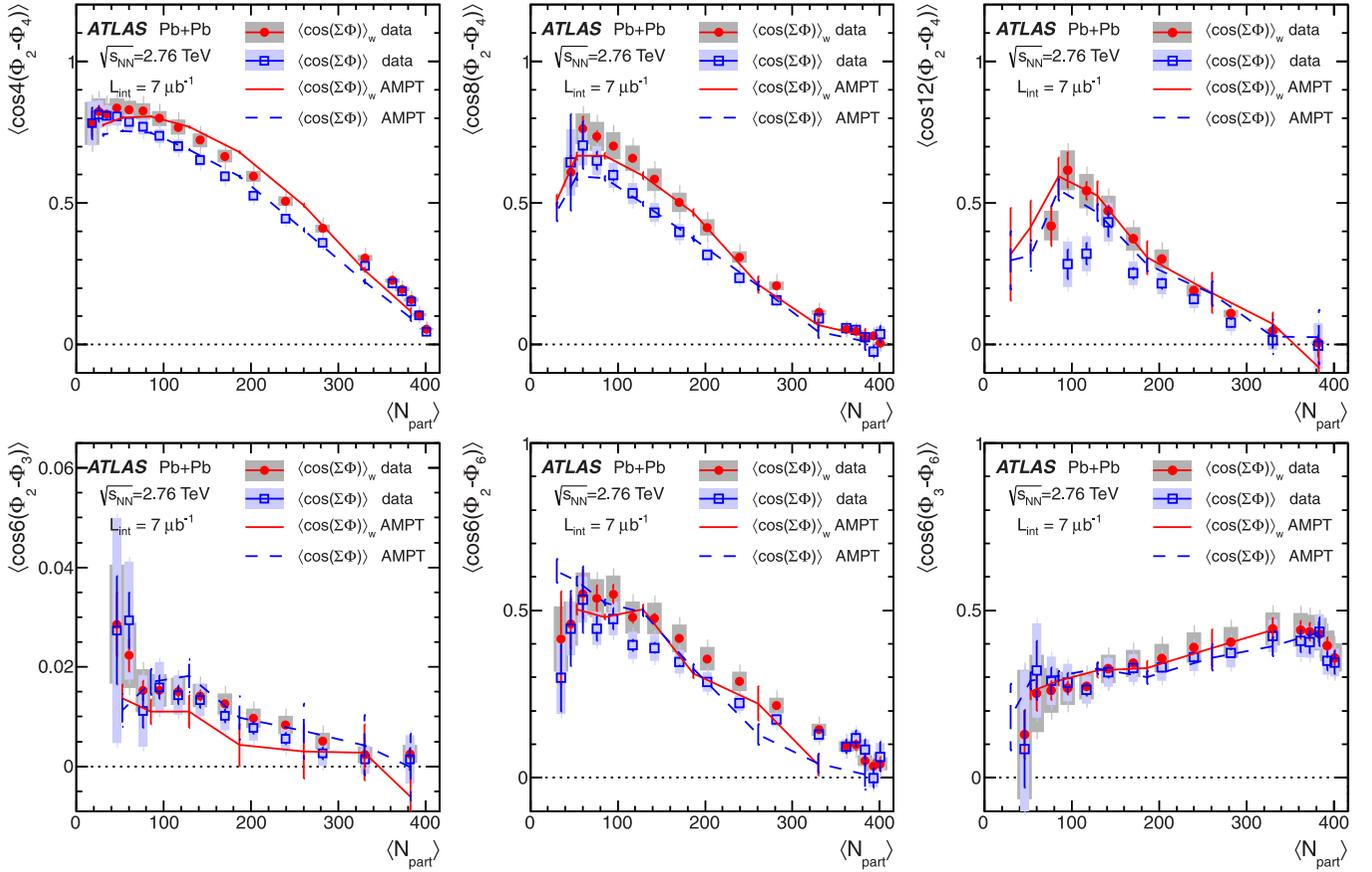 ⟨cos4(Φ2-Φ4)⟩
ATLAS Pb+Pb
√sNN=2.76 TeV
Lint = 7 μb-1
⟨cos(ΣΦ)⟩w data
⟨cos(ΣΦ)⟩ data
⟨cos(ΣΦ)⟩w AMPT
⟨cos(ΣΦ)⟩ AMPT
1
0.5
0
0 100 200 300 400
⟨Npart⟩
⟨cos8(Φ2-Φ4)⟩
ATLAS Pb+Pb
√sNN=2.76 TeV
Lint = 7 μb-1
⟨cos(ΣΦ)⟩w data
⟨cos(ΣΦ)⟩ data
⟨cos(ΣΦ)⟩w AMPT
⟨cos(ΣΦ)⟩ AMPT
1
0.5
0
0 100 200 300 400
⟨Npart⟩
⟨cos12(Φ2-Φ4)⟩
ATLAS Pb+Pb
√sNN=2.76 TeV
Lint = 7 μb-1
⟨cos(ΣΦ)⟩w data
⟨cos(ΣΦ)⟩ data
⟨cos(ΣΦ)⟩w AMPT
⟨cos(ΣΦ)⟩ AMPT
1
0.5
0
0 100 200 300 400
⟨Npart⟩
⟨cos6(Φ2-Φ3)⟩
ATLAS Pb+Pb
√sNN=2.76 TeV
Lint = 7 μb-1
⟨cos(ΣΦ)⟩w data
⟨cos(ΣΦ)⟩ data
⟨cos(ΣΦ)⟩w AMPT
⟨cos(ΣΦ)⟩ AMPT
0.06
0.04
0.02
0
0 100 200 300 400
⟨Npart⟩
⟨cos6(Φ2-Φ6)⟩
ATLAS Pb+Pb
√sNN=2.76 TeV
Lint = 7 μb-1
⟨cos(ΣΦ)⟩w data
⟨cos(ΣΦ)⟩ data
⟨cos(ΣΦ)⟩w AMPT
⟨cos(ΣΦ)⟩ AMPT
1
0.5
0
0 100 200 300 400
⟨Npart⟩
⟨cos6(Φ3-Φ6)⟩
ATLAS Pb+Pb
√sNN=2.76 TeV
Lint = 7 μb-1
⟨cos(ΣΦ)⟩w data
⟨cos(ΣΦ)⟩ data
⟨cos(ΣΦ)⟩w AMPT
⟨cos(ΣΦ)⟩ AMPT
1
0.5
0
0 100 200 300 400
⟨Npart⟩